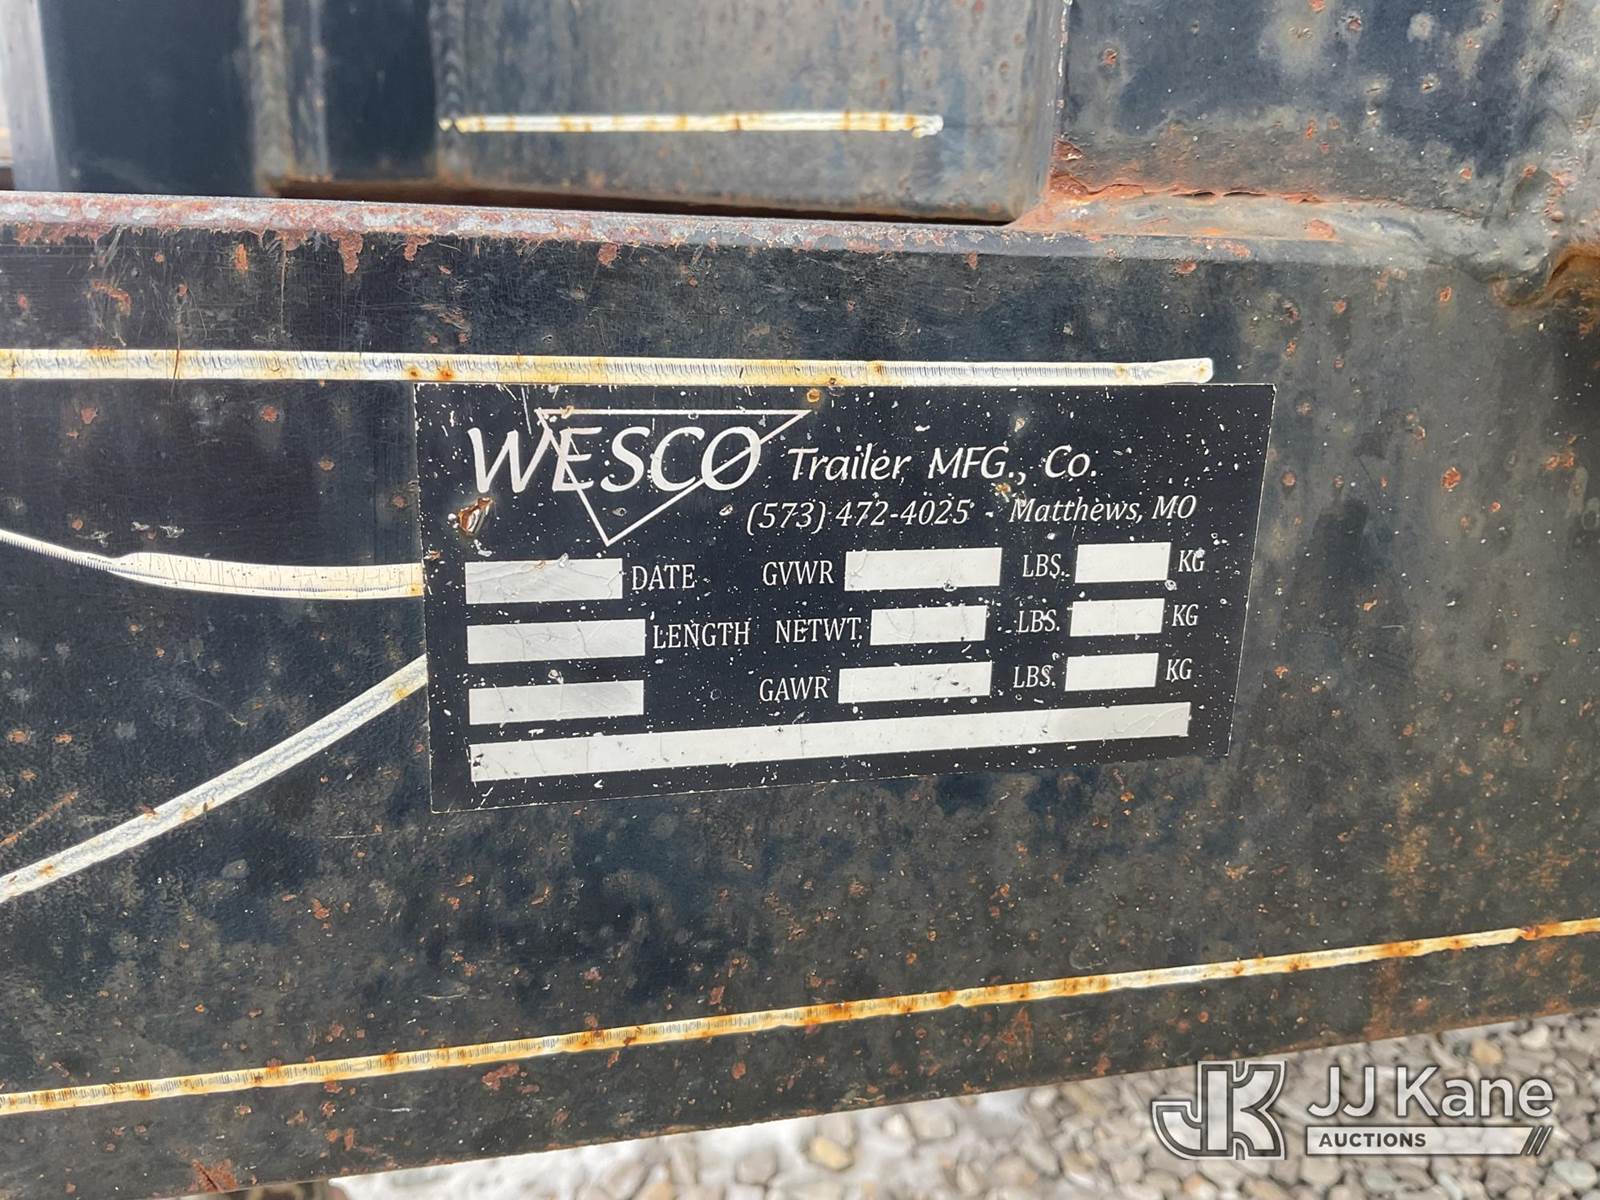 WESCO Trailer MFG., Co.
(573) 472-4025 - Matthews, MO
DATE GVWR LBS. KG
LENGTH NETWT. LBS. KG
GAWR LBS. KG
JK JJ Kane
AUCTIONS